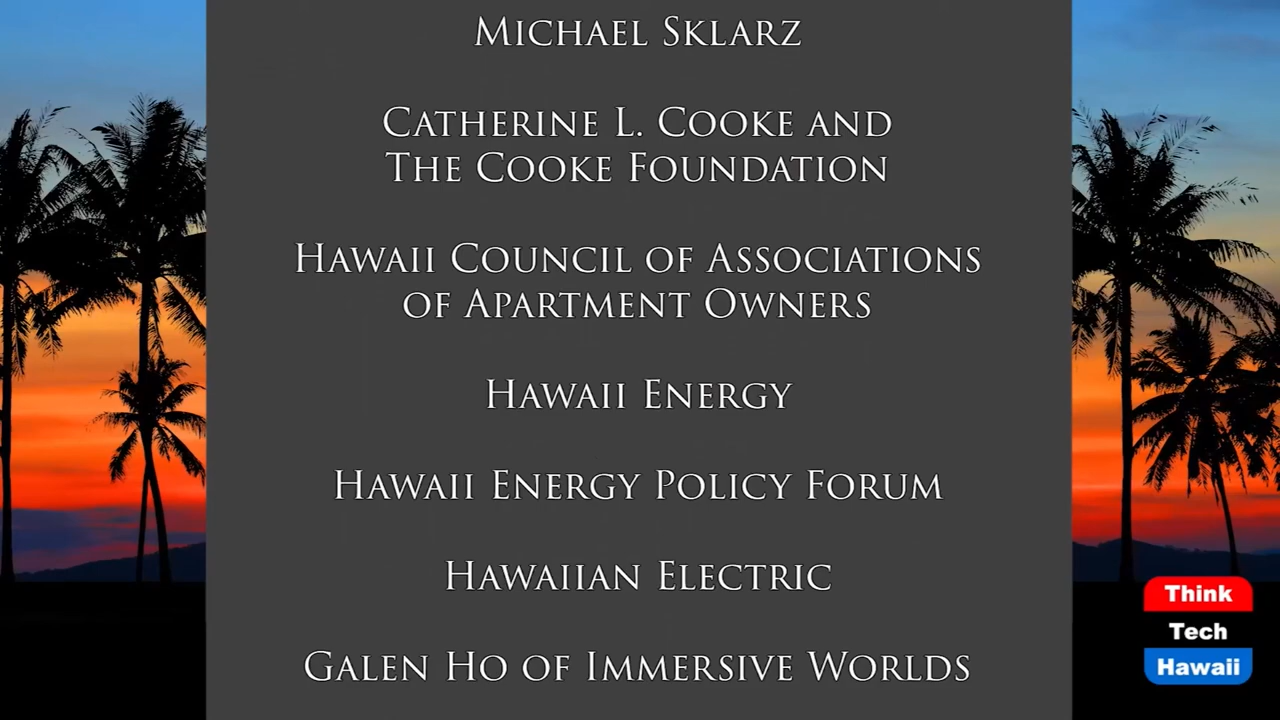 Michael Sklarz
Catherine L. Cooke and
The Cooke Foundation
Hawaii Council of Associations
of Apartment Owners
Hawaii Energy
Hawaii Energy Policy Forum
Hawaiian Electric
Galen Ho of Immersive Worlds
Think
Tech
Hawaii